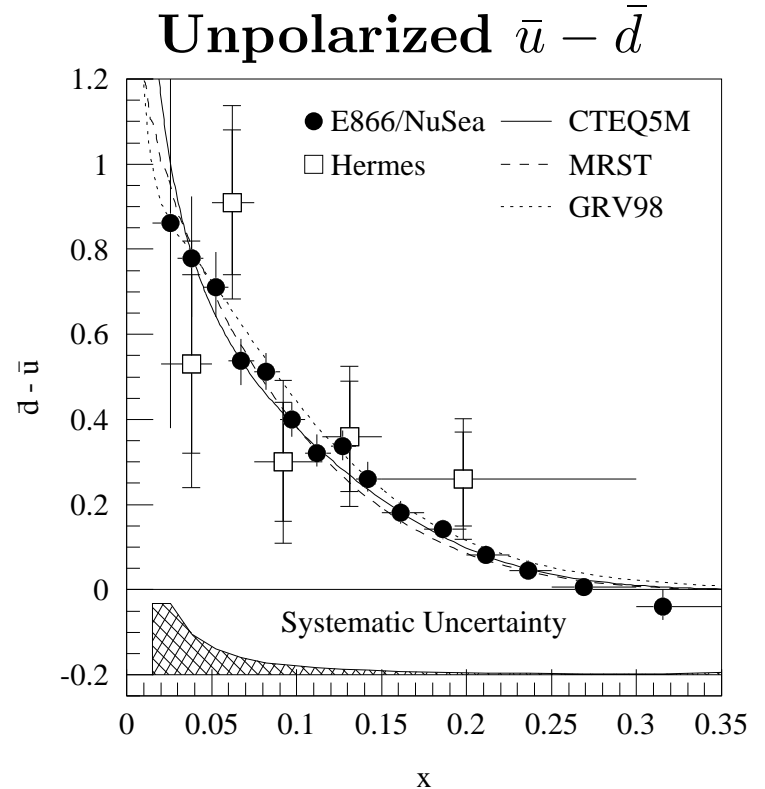 Unpolarized ū − d̄
1.2
1
0.8
0.6
0.4
0.2
0
-0.2
d̄ - ū
E866/NuSea
Hermes
CTEQ5M
MRST
GRV98
Systematic Uncertainty
0 0.05 0.1 0.15 0.2 0.25 0.3 0.35
x